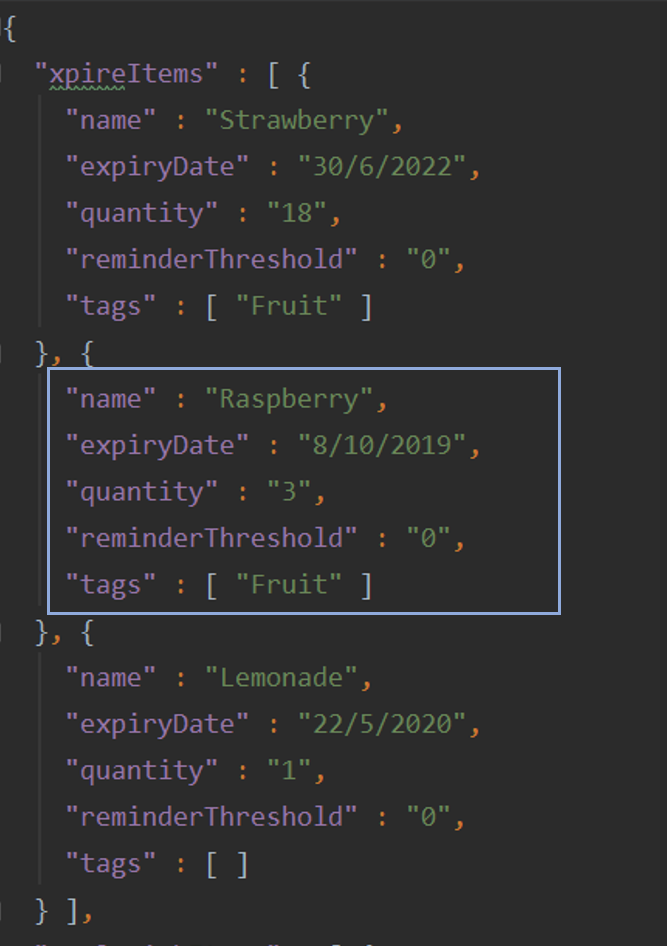 {
"xpireItems" : [ {
"name" : "Strawberry",
"expiryDate" : "30/6/2022",
"quantity" : "18",
"reminderThreshold" : "0",
"tags" : [ "Fruit" ]
}, {
"name" : "Raspberry",
"expiryDate" : "8/10/2019",
"quantity" : "3",
"reminderThreshold" : "0",
"tags" : [ "Fruit" ]
}, {
"name" : "Lemonade",
"expiryDate" : "22/5/2020",
"quantity" : "1",
"reminderThreshold" : "0",
"tags" : [ ]
} ],